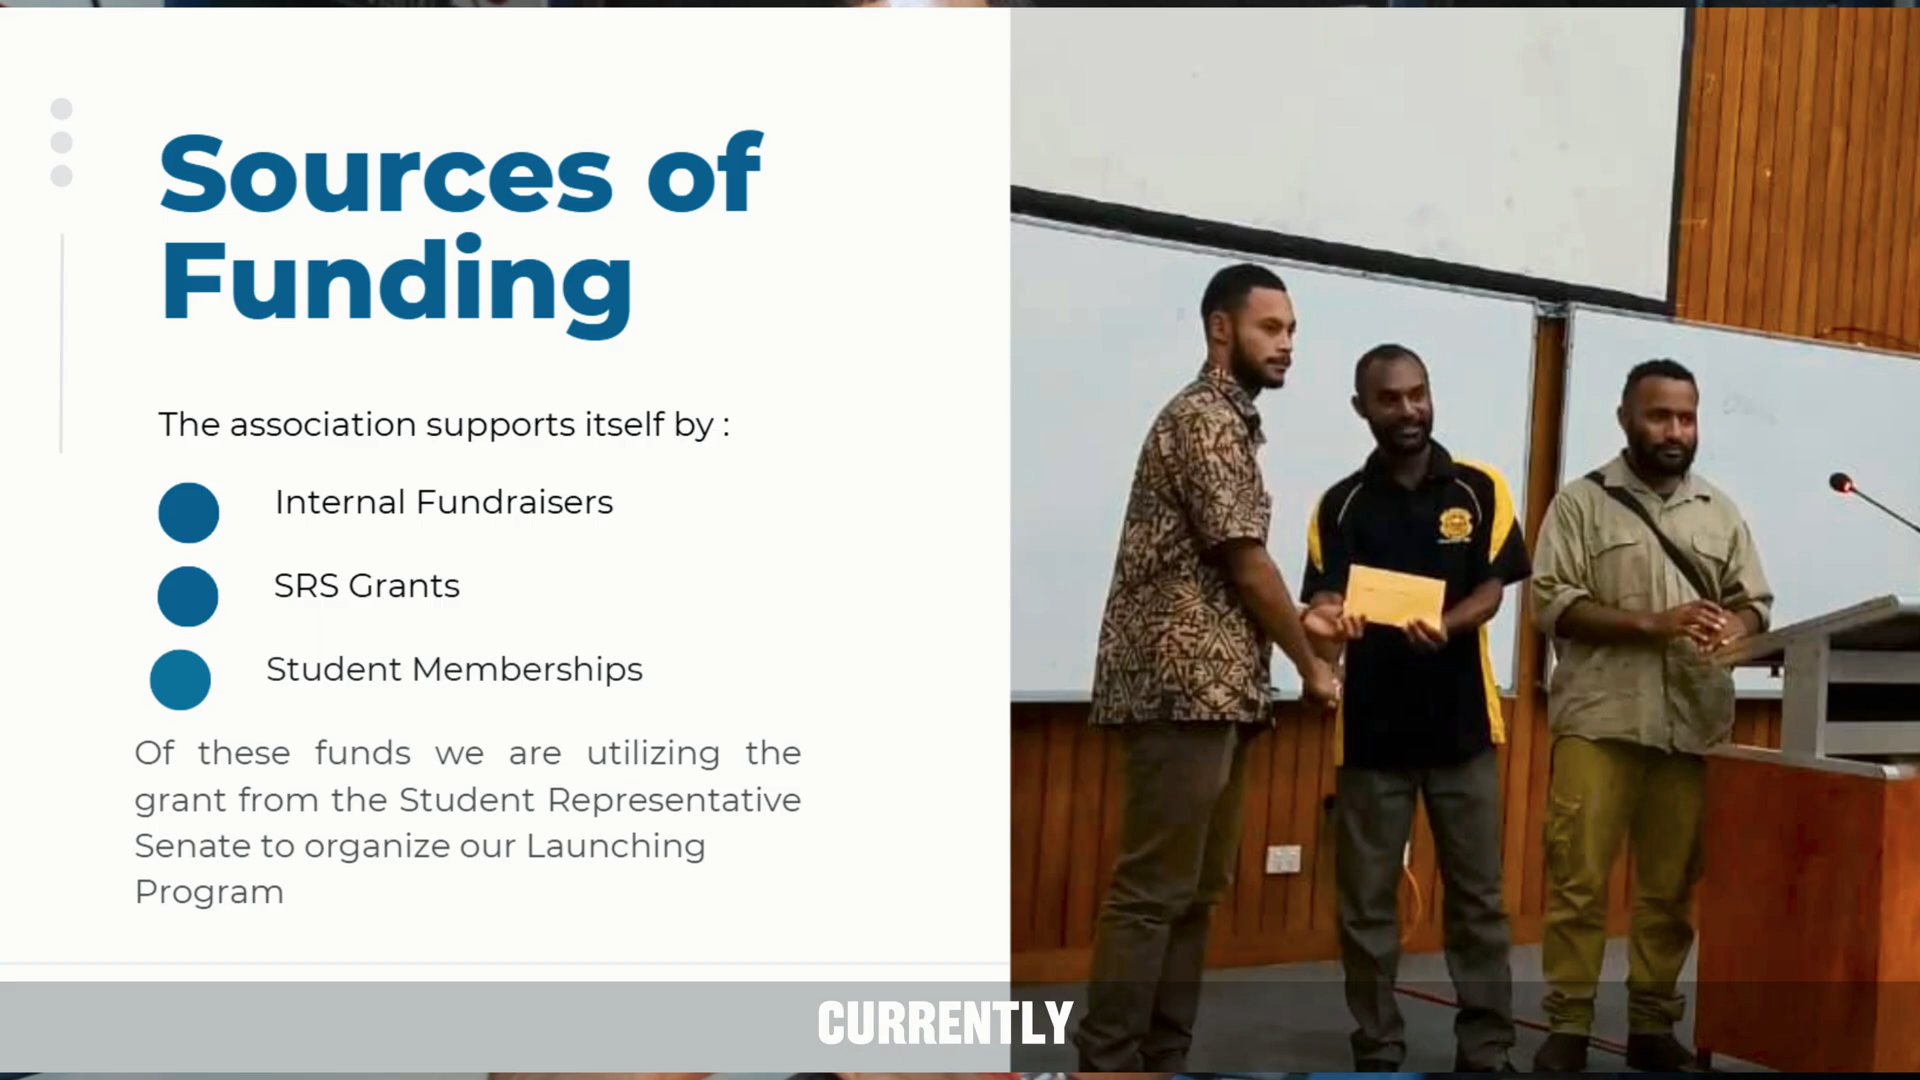 Sources of
Funding
The association supports itself by :
Internal Fundraisers
SRS Grants
Student Memberships
Of these funds we are utilizing the
grant from the Student Representative
Senate to organize our Launching
Program
CURRENTLY